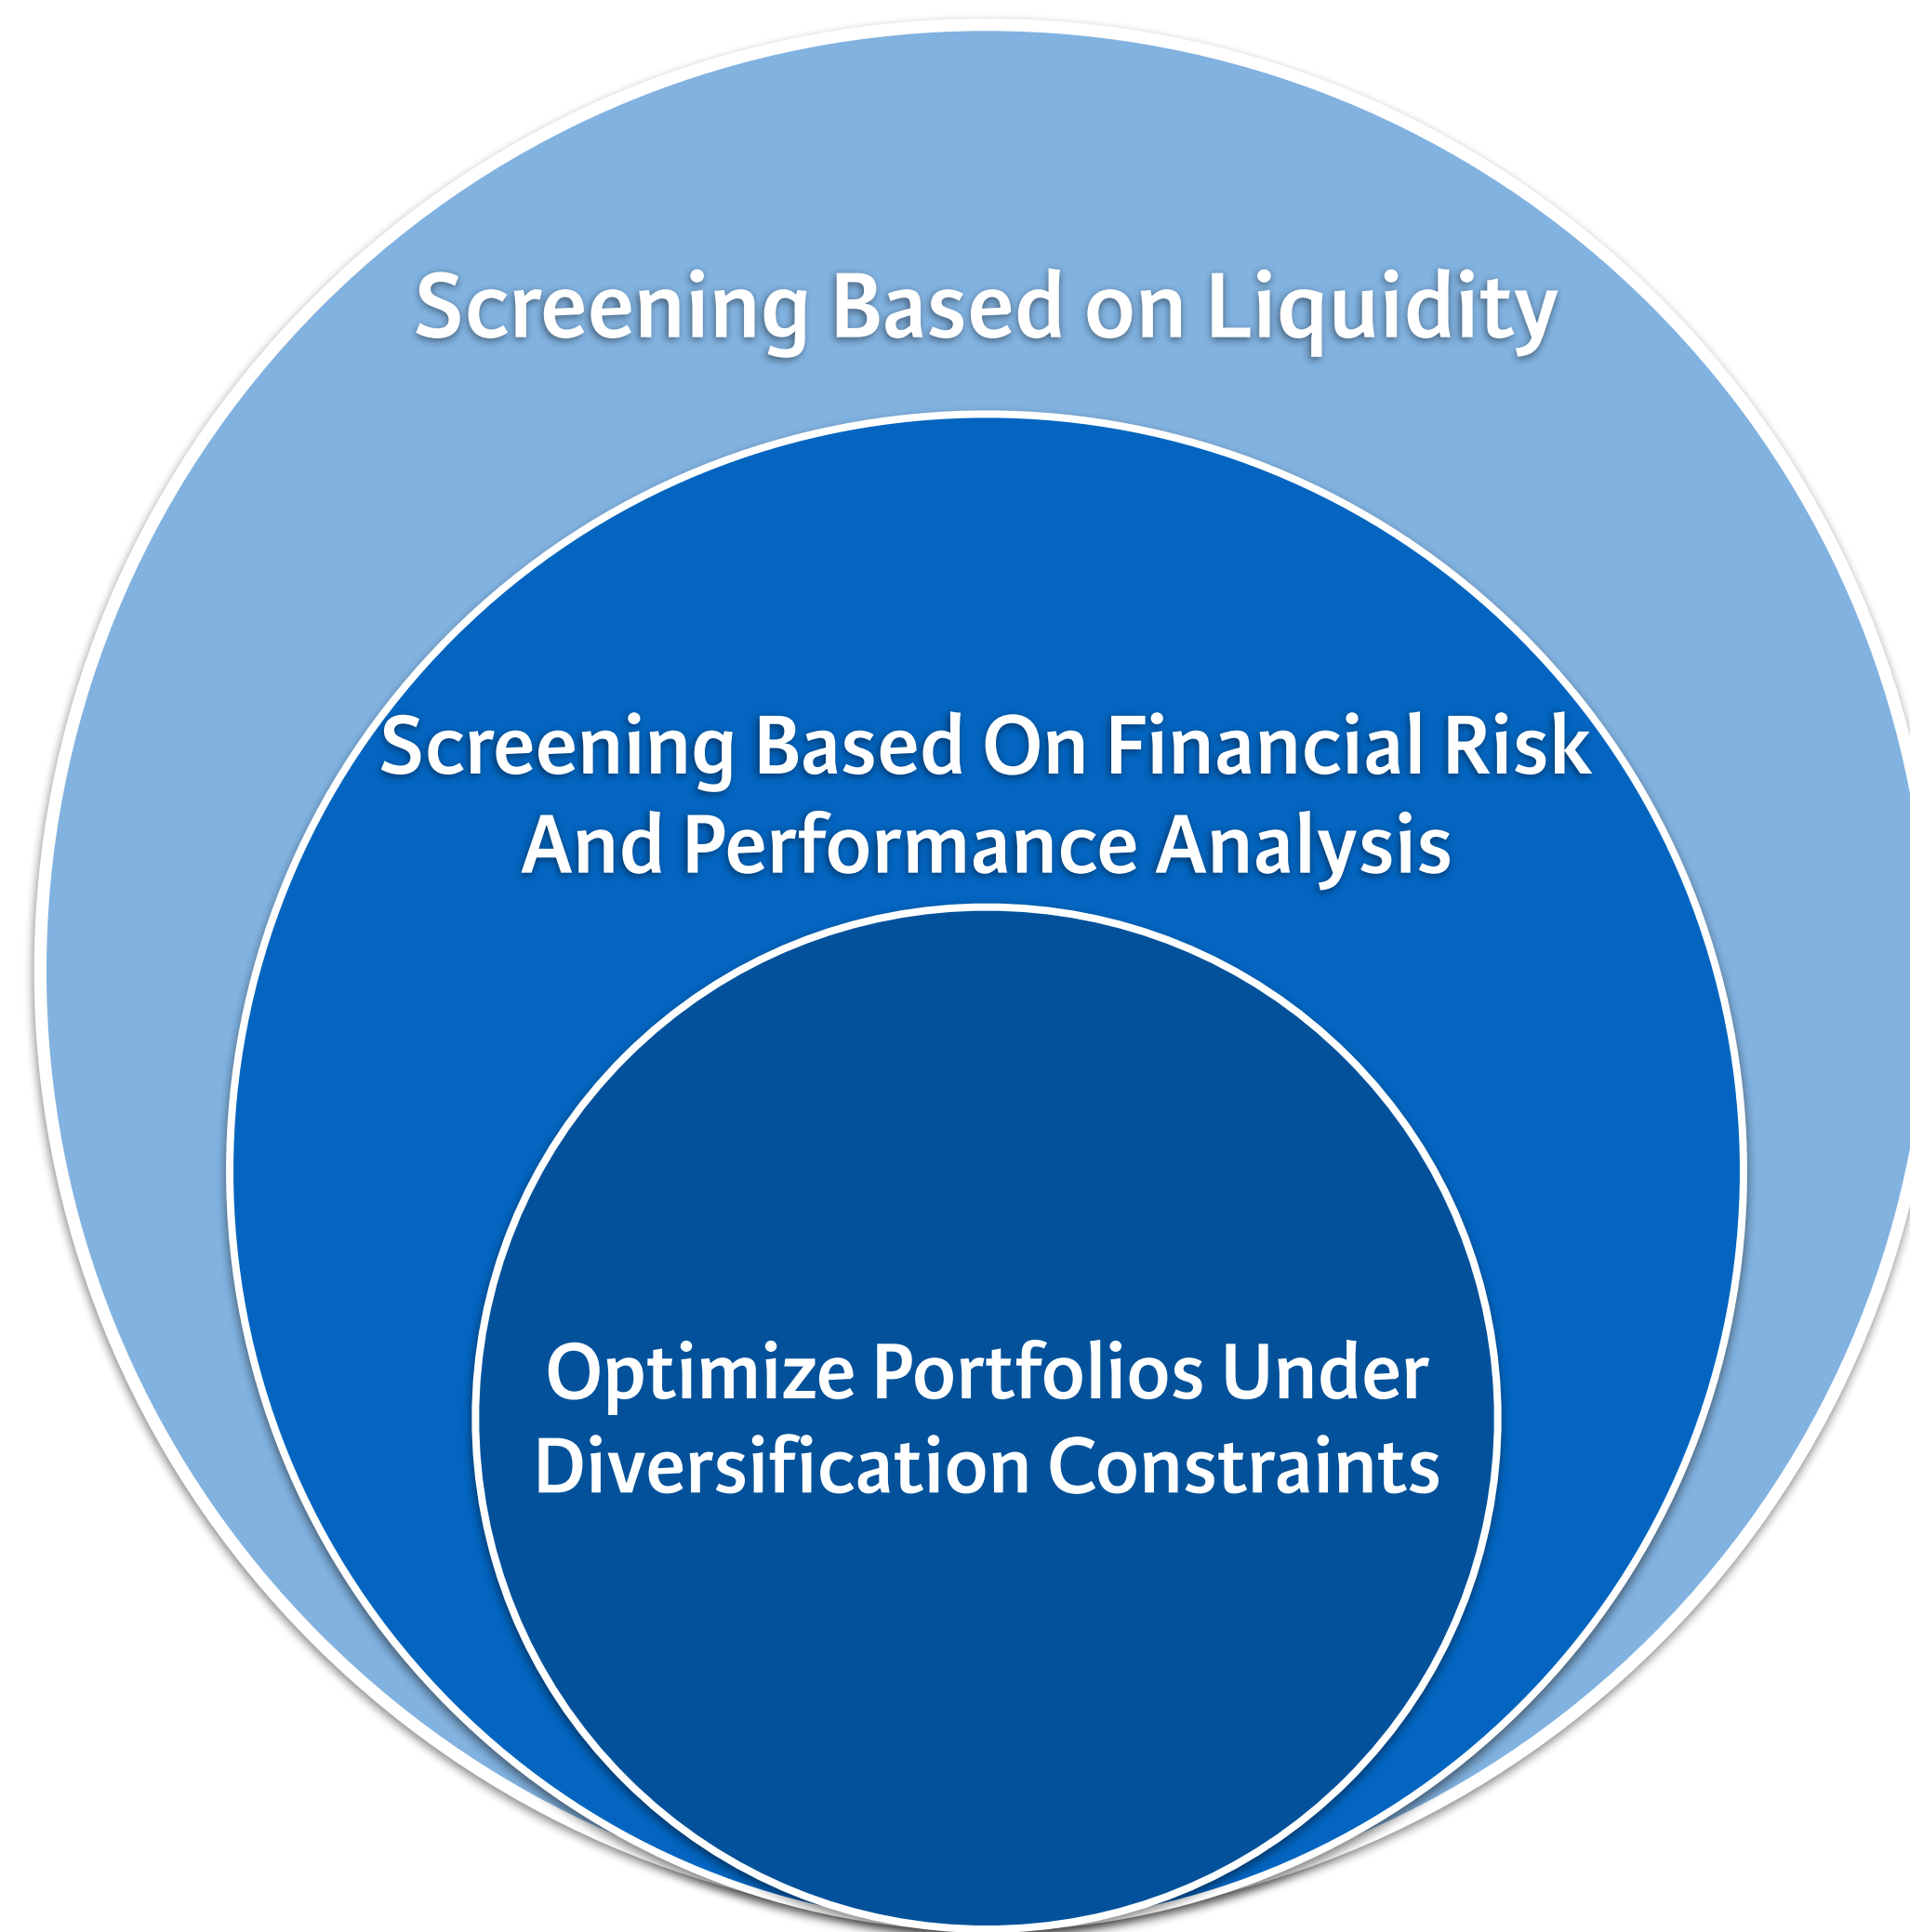 Screening Based on Liquidity
Screening Based On Financial Risk
And Performance Analysis
Optimize Portfolios Under
Diversification Constraints